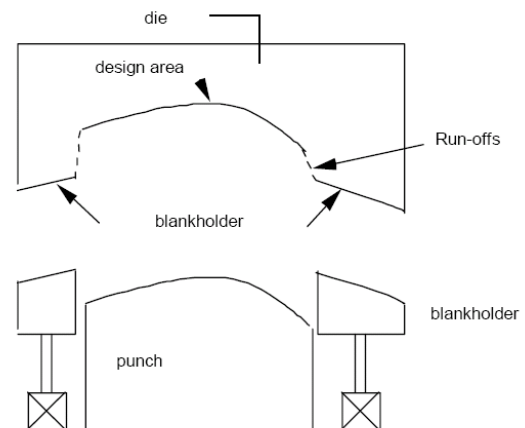 die
design area
Run-offs
blankholder
blankholder
punch